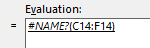 Evaluation:
= #NAME?(C14:F14)